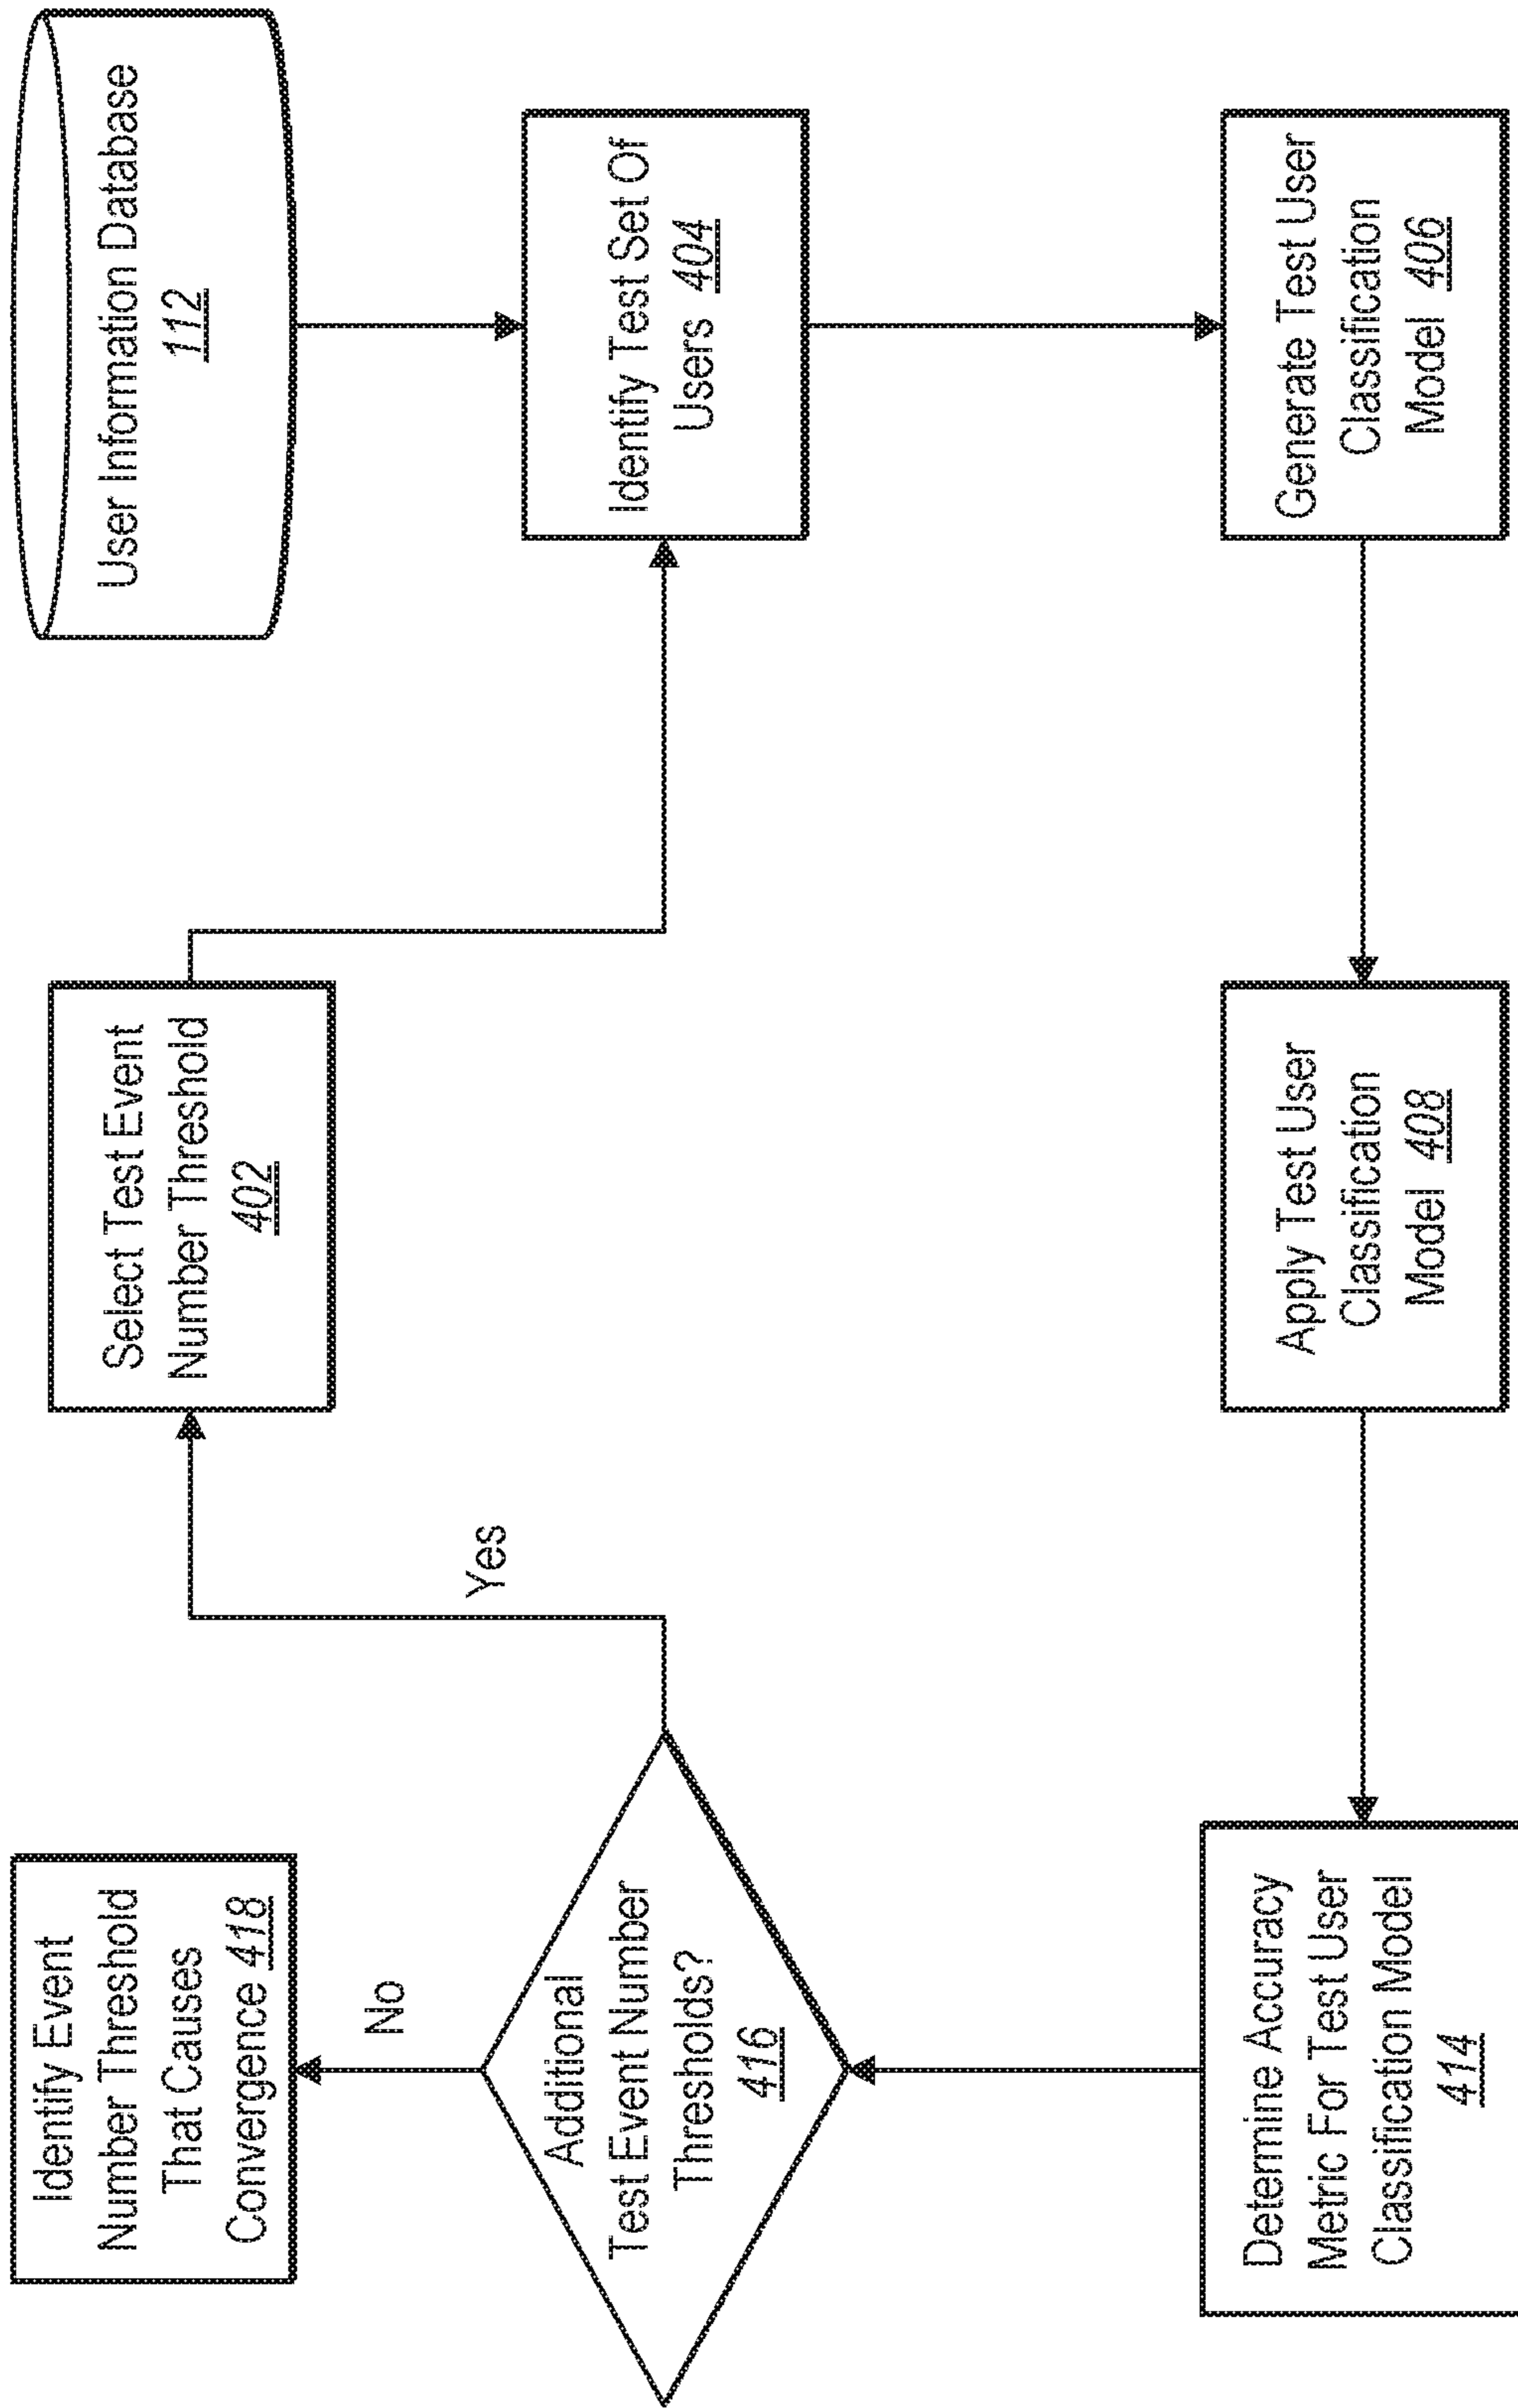 Identify Event
Number Threshold
That Causes
Convergence 418
No
Additional
Test Event Number
Thresholds?
416
Yes
Select Test Event
Number Threshold
402
User Information Database
112
Identify Test Set Of
Users 404
Determine Accuracy
Metric For Test User
Classification Model
414
Apply Test User
Classification
Model 408
Generate Test User
Classification
Model 406